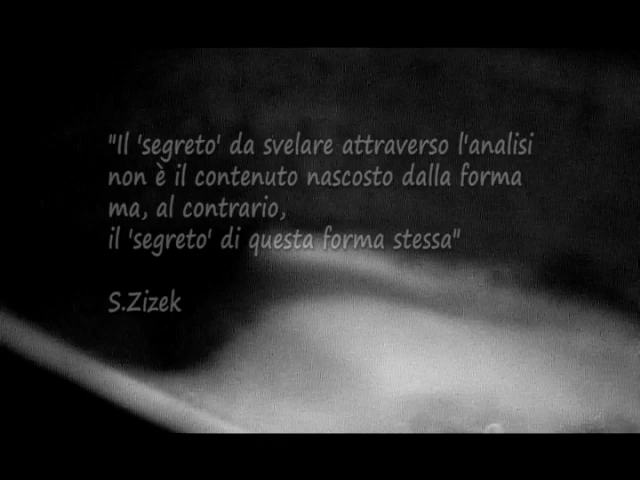 "Il 'segreto' da svelare attraverso l'analisi
non è il contenuto nascosto dalla forma
ma, al contrario,
il 'segreto' di questa forma stessa"
S.Zizek